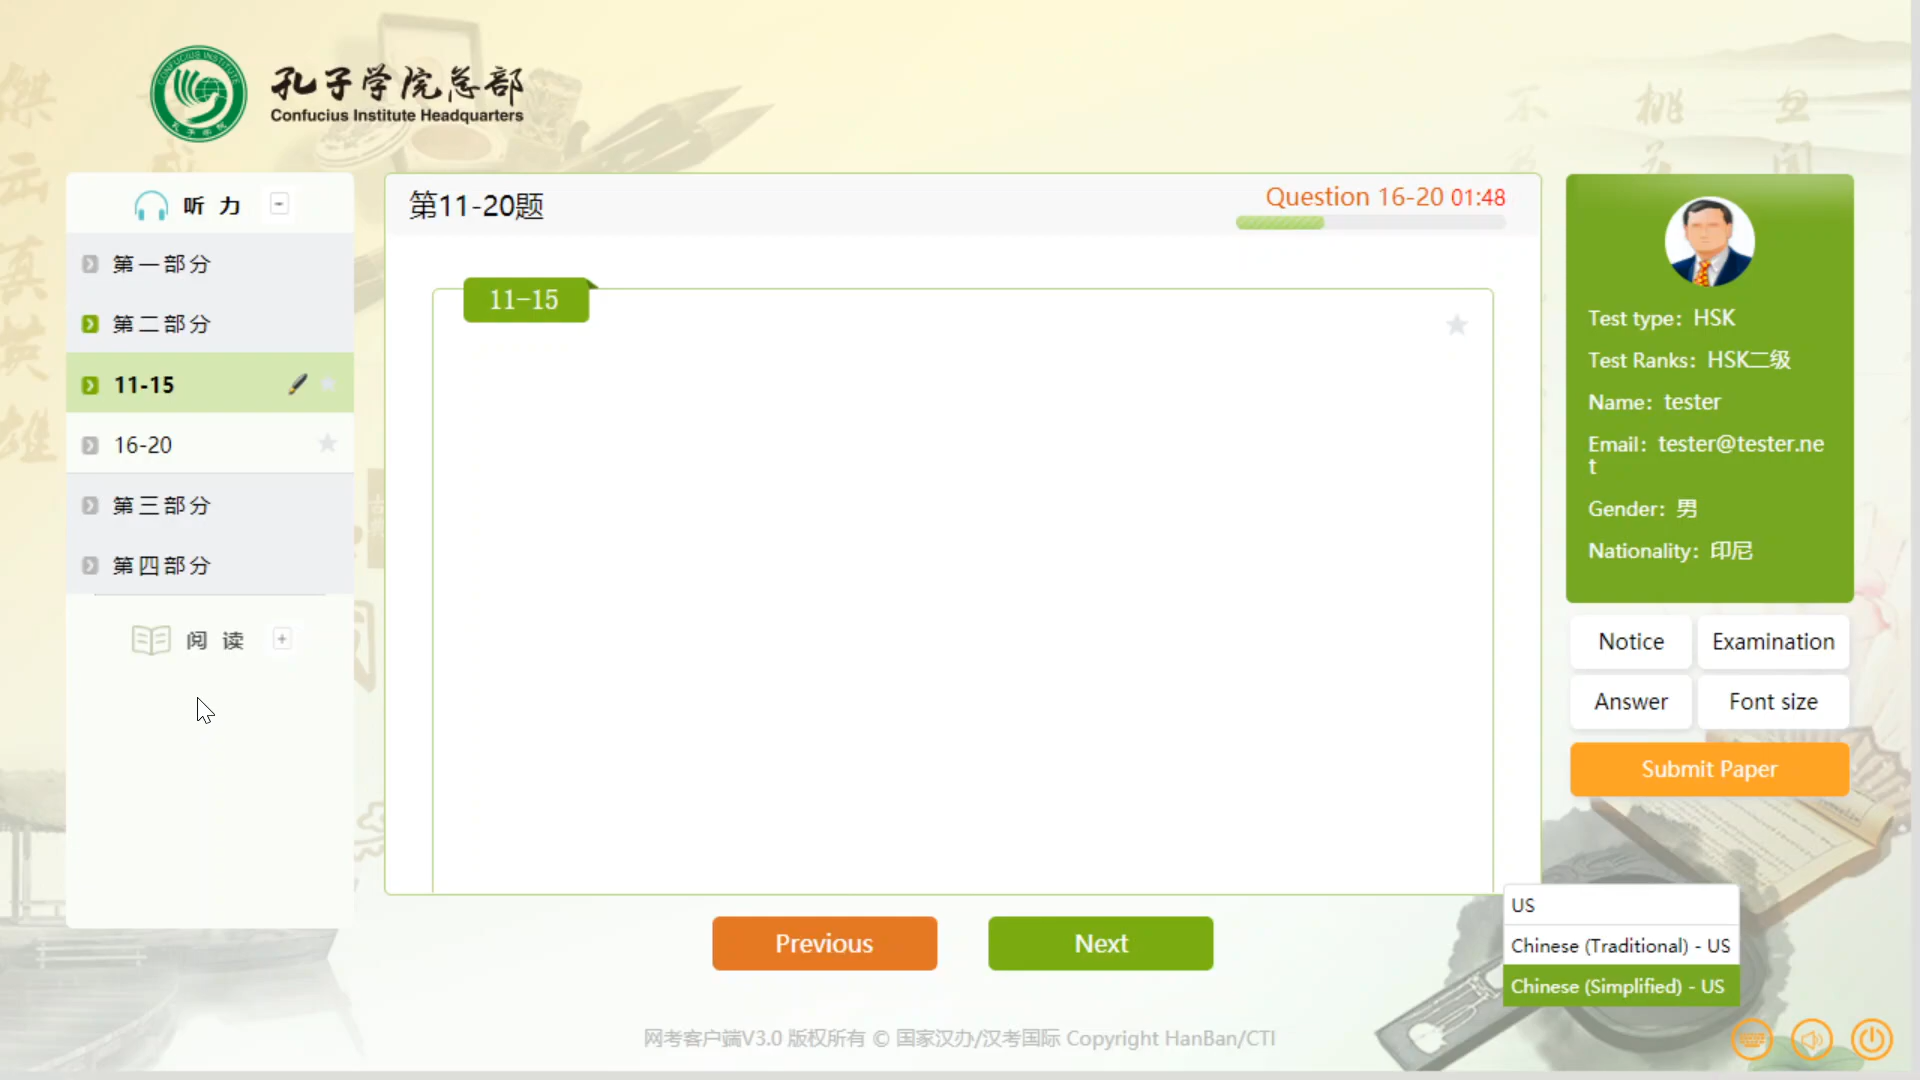 孔子学院总部
Confucius Institute Headquarters
听 力
第一部分
第二部分
11-15
16-20
第三部分
第四部分
阅 读
第11-20题
Question 16-20 01:48
11-15
Test type: HSK
Test Ranks: HSK二级
Name: tester
Email: tester@tester.ne
t
Gender: 男
Nationality: 印尼
Notice
Examination
Answer
Font size
Submit Paper
Previous
Next
US
Chinese (Traditional) - US
Chinese (Simplified) - US
网考客户端V3.0 版权所有 © 国家汉办/汉考国际 Copyright HanBan/CTI